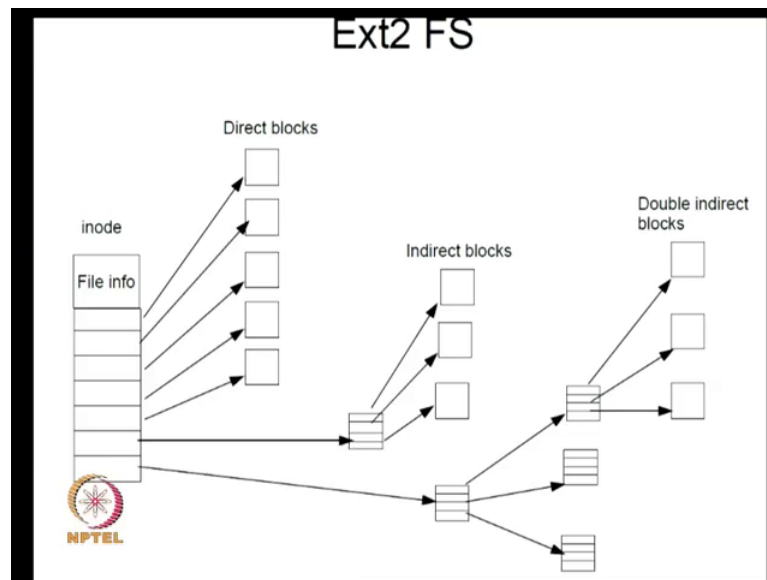 Ext2 FS
Direct blocks
inode
File info
Indirect blocks
Double indirect
blocks
NPTEL